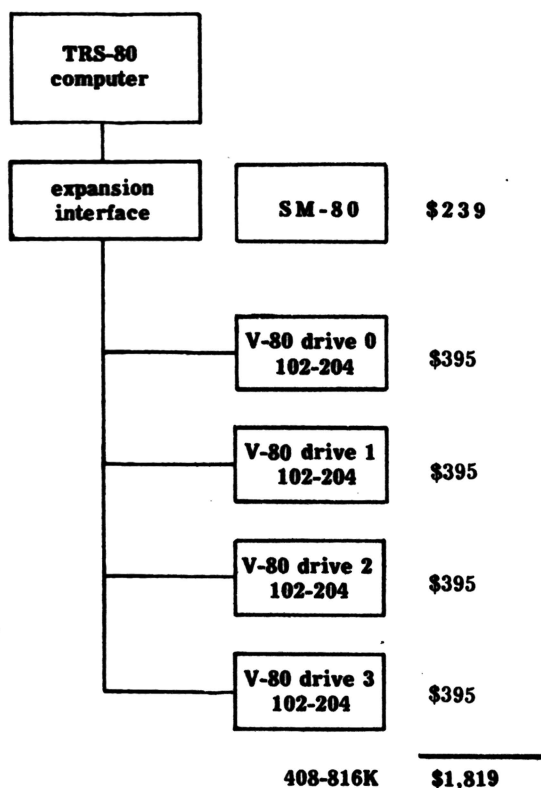 TRS-80
computer
expansion
interface
SM-80 $239
V-80 drive 0
102-204 $395
V-80 drive 1
102-204 $395
V-80 drive 2
102-204 $395
V-80 drive 3
102-204 $395
408-816K $1,819